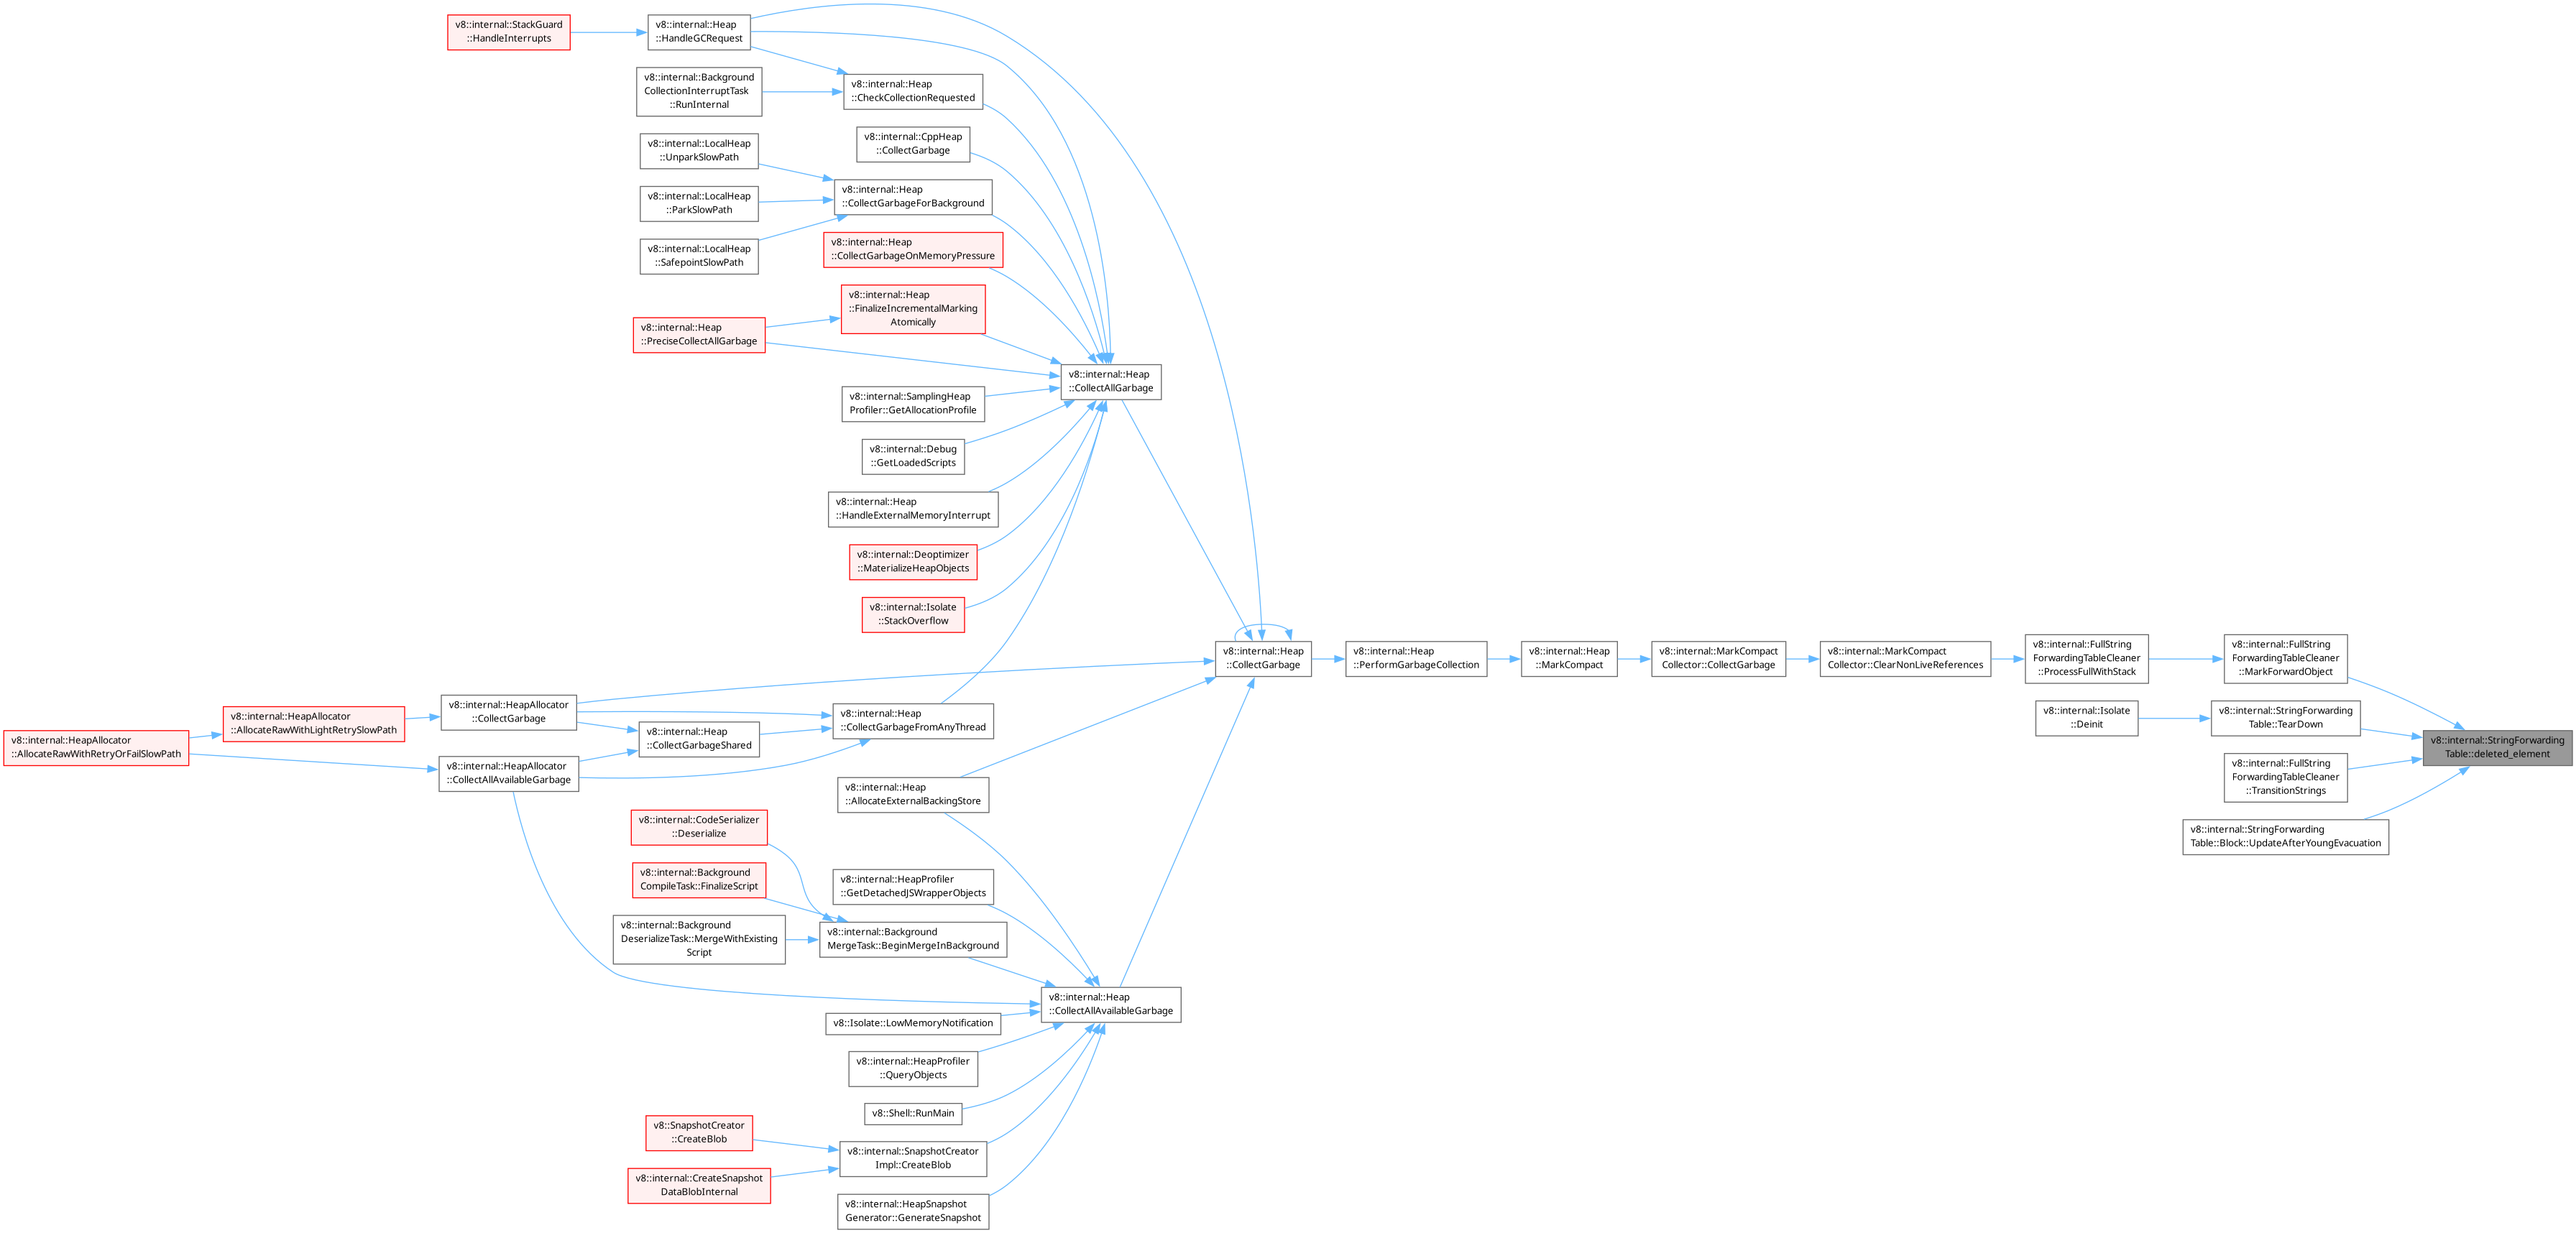 v8::internal::StackGuard
::HandleInterrupts
v8::internal::Heap
::HandleGCRequest
v8::internal::Background
CollectionInterruptTask
::RunInternal
v8::internal::Heap
::CheckCollectionRequested
v8::internal::CppHeap
::CollectGarbage
v8::internal::LocalHeap
::UnparkSlowPath
v8::internal::LocalHeap
::ParkSlowPath
v8::internal::Heap
::CollectGarbageForBackground
v8::internal::LocalHeap
::SafepointSlowPath
v8::internal::Heap
::CollectGarbageOnMemoryPressure
v8::internal::Heap
::FinalizeIncrementalMarking
Atomically
v8::internal::Heap
::PreciseCollectAllGarbage
v8::internal::Heap
::CollectAllGarbage
v8::internal::SamplingHeap
Profiler::GetAllocationProfile
v8::internal::Debug
::GetLoadedScripts
v8::internal::Heap
::HandleExternalMemoryInterrupt
v8::internal::Deoptimizer
::MaterializeHeapObjects
v8::internal::Isolate
::StackOverflow
v8::internal::Heap
::CollectGarbage
v8::internal::Heap
::PerformGarbageCollection
v8::internal::Heap
::MarkCompact
v8::internal::MarkCompact
Collector::CollectGarbage
v8::internal::MarkCompact
Collector::ClearNonLiveReferences
v8::internal::FullString
ForwardingTableCleaner
::ProcessFullWithStack
v8::internal::FullString
ForwardingTableCleaner
::MarkForwardObject
v8::internal::Isolate
::Deinit
v8::internal::StringForwarding
Table::TearDown
v8::internal::StringForwarding
Table::deleted_element
v8::internal::FullString
ForwardingTableCleaner
::TransitionStrings
v8::internal::StringForwarding
Table::Block::UpdateAfterYoungEvacuation
v8::internal::HeapAllocator
::AllocateRawWithRetryOrFailSlowPath
v8::internal::HeapAllocator
::AllocateRawWithLightRetrySlowPath
v8::internal::HeapAllocator
::CollectGarbage
v8::internal::Heap
::CollectGarbageShared
v8::internal::Heap
::CollectGarbageFromAnyThread
v8::internal::HeapAllocator
::CollectAllAvailableGarbage
v8::internal::Heap
::AllocateExternalBackingStore
v8::internal::CodeSerializer
::Deserialize
v8::internal::Background
CompileTask::FinalizeScript
v8::internal::HeapProfiler
::GetDetachedJSWrapperObjects
v8::internal::Background
DeserializeTask::MergeWithExisting
Script
v8::internal::Background
MergeTask::BeginMergeInBackground
v8::internal::Heap
::CollectAllAvailableGarbage
v8::Isolate::LowMemoryNotification
v8::internal::HeapProfiler
::QueryObjects
v8::Shell::RunMain
v8::SnapshotCreator
::CreateBlob
v8::internal::SnapshotCreator
Impl::CreateBlob
v8::internal::CreateSnapshot
DataBlobInternal
v8::internal::HeapSnapshot
Generator::GenerateSnapshot